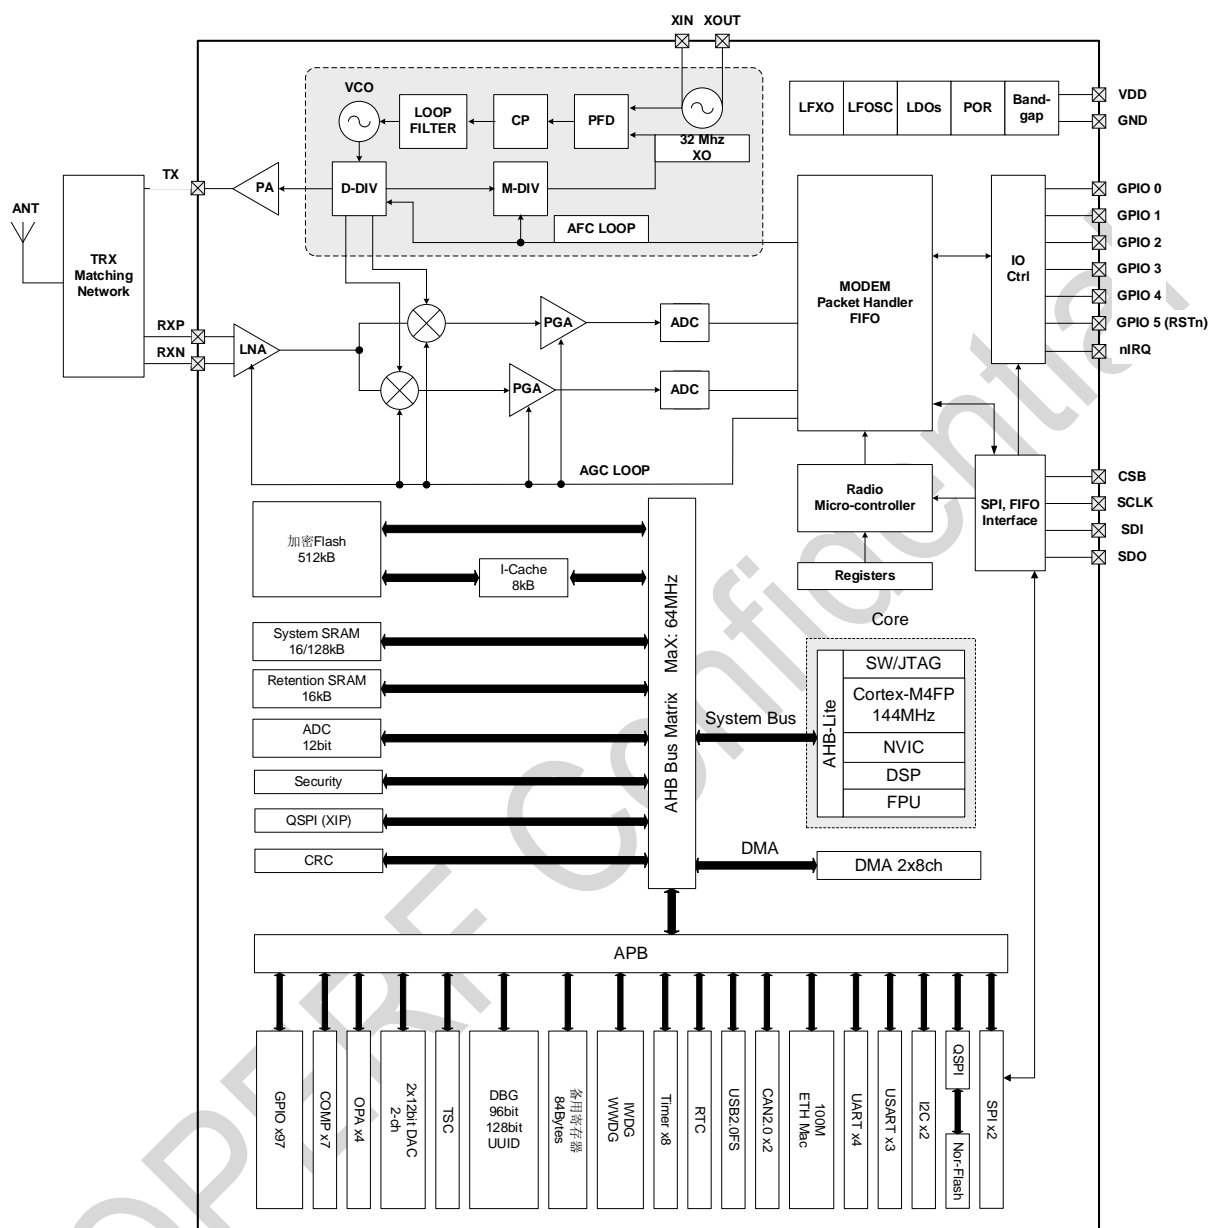 XIN XOUT
VCO
LOOP
FILTER
CP
PFD
32 Mhz
XO
LFXO
LFOSC
LDOs
POR
Band-
gap
VDD
GND
TX
PA
D-DIV
M-DIV
AFC LOOP
ANT
TRX
Matching
Network
RXP
RXN
LNA
PGA
ADC
PGA
ADC
AGC LOOP
MODEM
Packet Handler
FIFO
IO
Ctrl
GPIO 0
GPIO 1
GPIO 2
GPIO 3
GPIO 4
GPIO 5 (RSTn)
nIRQ
Radio
Micro-controller
Registers
SPI, FIFO
Interface
CSB
SCLK
SDI
SDO
加密Flash
512kB
I-Cache
8kB
System SRAM
16/128kB
Retention SRAM
16kB
ADC
12bit
Security
QSPI (XIP)
CRC
AHB Bus Matrix MaX: 64MHz
System Bus
DMA
Core
AHB-Lite
SW/JTAG
Cortex-M4FP
144MHz
NVIC
DSP
FPU
DMA 2x8ch
APB
GPIO x97
COMP x7
OPA x4
2x12bit DAC
2-ch
TSC
DBG
96bit
128bit
UUID
备用寄存器
84Bytes
IWDG
WWDG
Timer x8
RTC
USB2.0FS
CAN2.0 x2
100M
ETH Mac
UART x4
USART x3
I2C x2
QSPI
Nor-Flash
SPI x2
OPERF Confidential